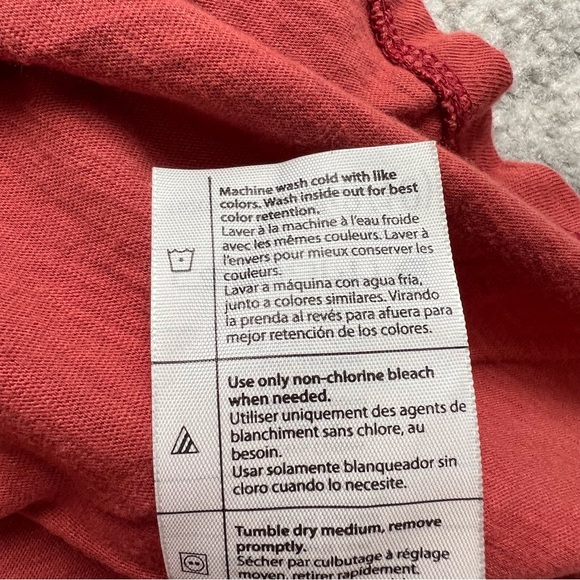 Machine wash cold with like
colors. Wash inside out for best
color retention.
Laver à la machine à l'eau froide
avec les mêmes couleurs. Laver à
l'envers pour mieux conserver les
couleurs.
Lavar a máquina con agua fría,
junto a colores similares. Virando
la prenda al revés para afuera para
mejor retención de los colores.
Use only non-chlorine bleach
when needed.
Utiliser uniquement des agents de
blanchiment sans chlore, au
besoin.
Usar solamente blanqueador sin
cloro cuando lo necesite.
Tumble dry medium, remove
promptly.
Sécher par culbutage à réglage
moyen, retirer rapidement.